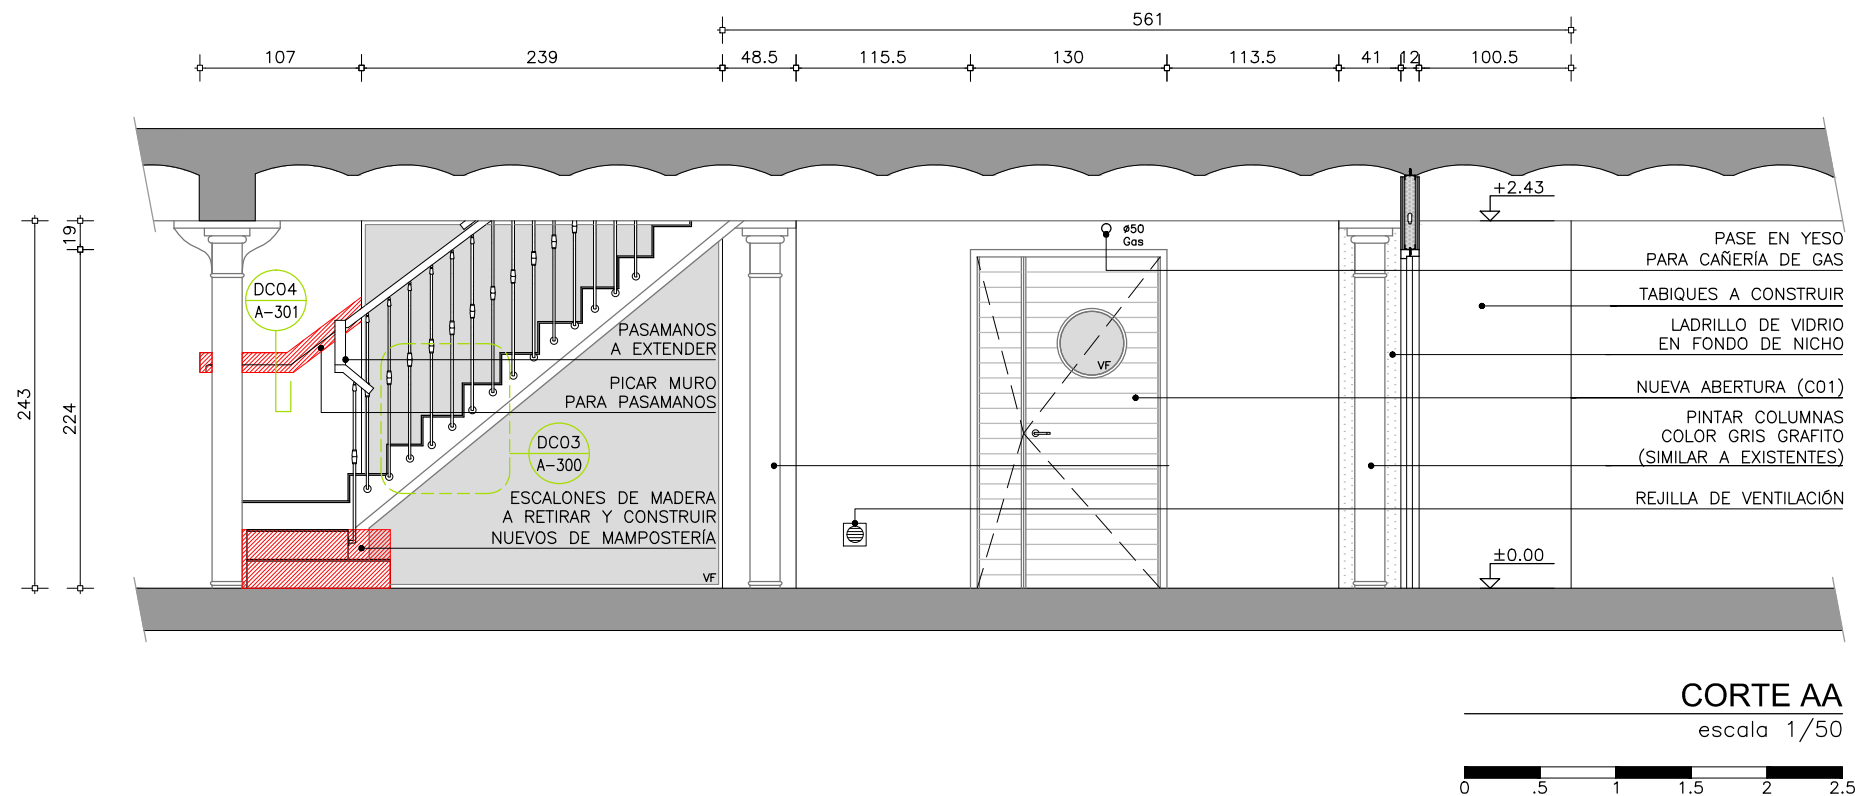 561
107
239
48.5
115.5
130
113.5
41
12
100.5
+2.43
ø50
Gas
19
243
224
DC04
A-301
PASAMANOS
A EXTENDER
PICAR MURO
PARA PASAMANOS
DC03
A-300
ESCALONES DE MADERA
A RETIRAR Y CONSTRUIR
NUEVOS DE MAMPOSTERÍA
VF
VF
PASE EN YESO
PARA CAÑERÍA DE GAS
TABIQUES A CONSTRUIR
LADRILLO DE VIDRIO
EN FONDO DE NICHO
NUEVA ABERTURA (C01)
PINTAR COLUMNAS
COLOR GRIS GRAFITO
(SIMILAR A EXISTENTES)
REJILLA DE VENTILACIÓN
±0.00
CORTE AA
escala 1/50
0 .5 1 1.5 2 2.5